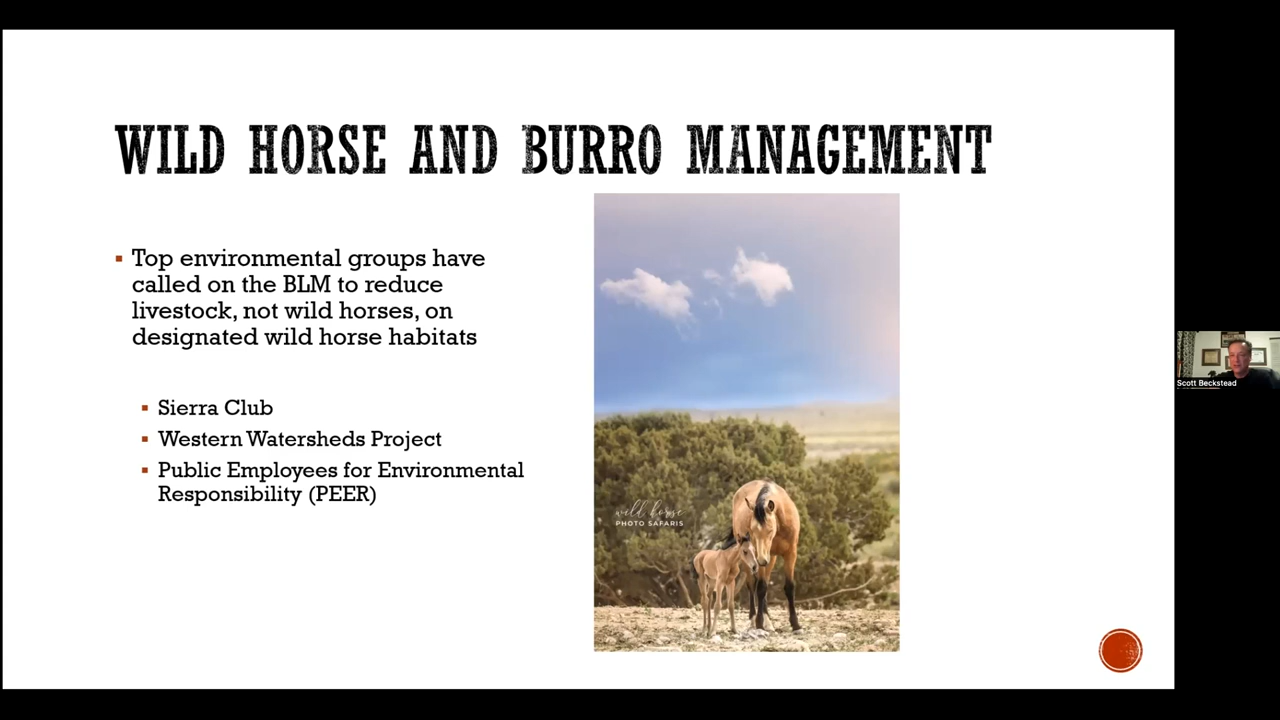 WILD HORSE AND BURRO MANAGEMENT
▪ Top environmental groups have
called on the BLM to reduce
livestock, not wild horses, on
designated wild horse habitats
▪ Sierra Club
▪ Western Watersheds Project
▪ Public Employees for Environmental
Responsibility (PEER)
wild horse
PHOTO SAFARIS
Scott Beckstead